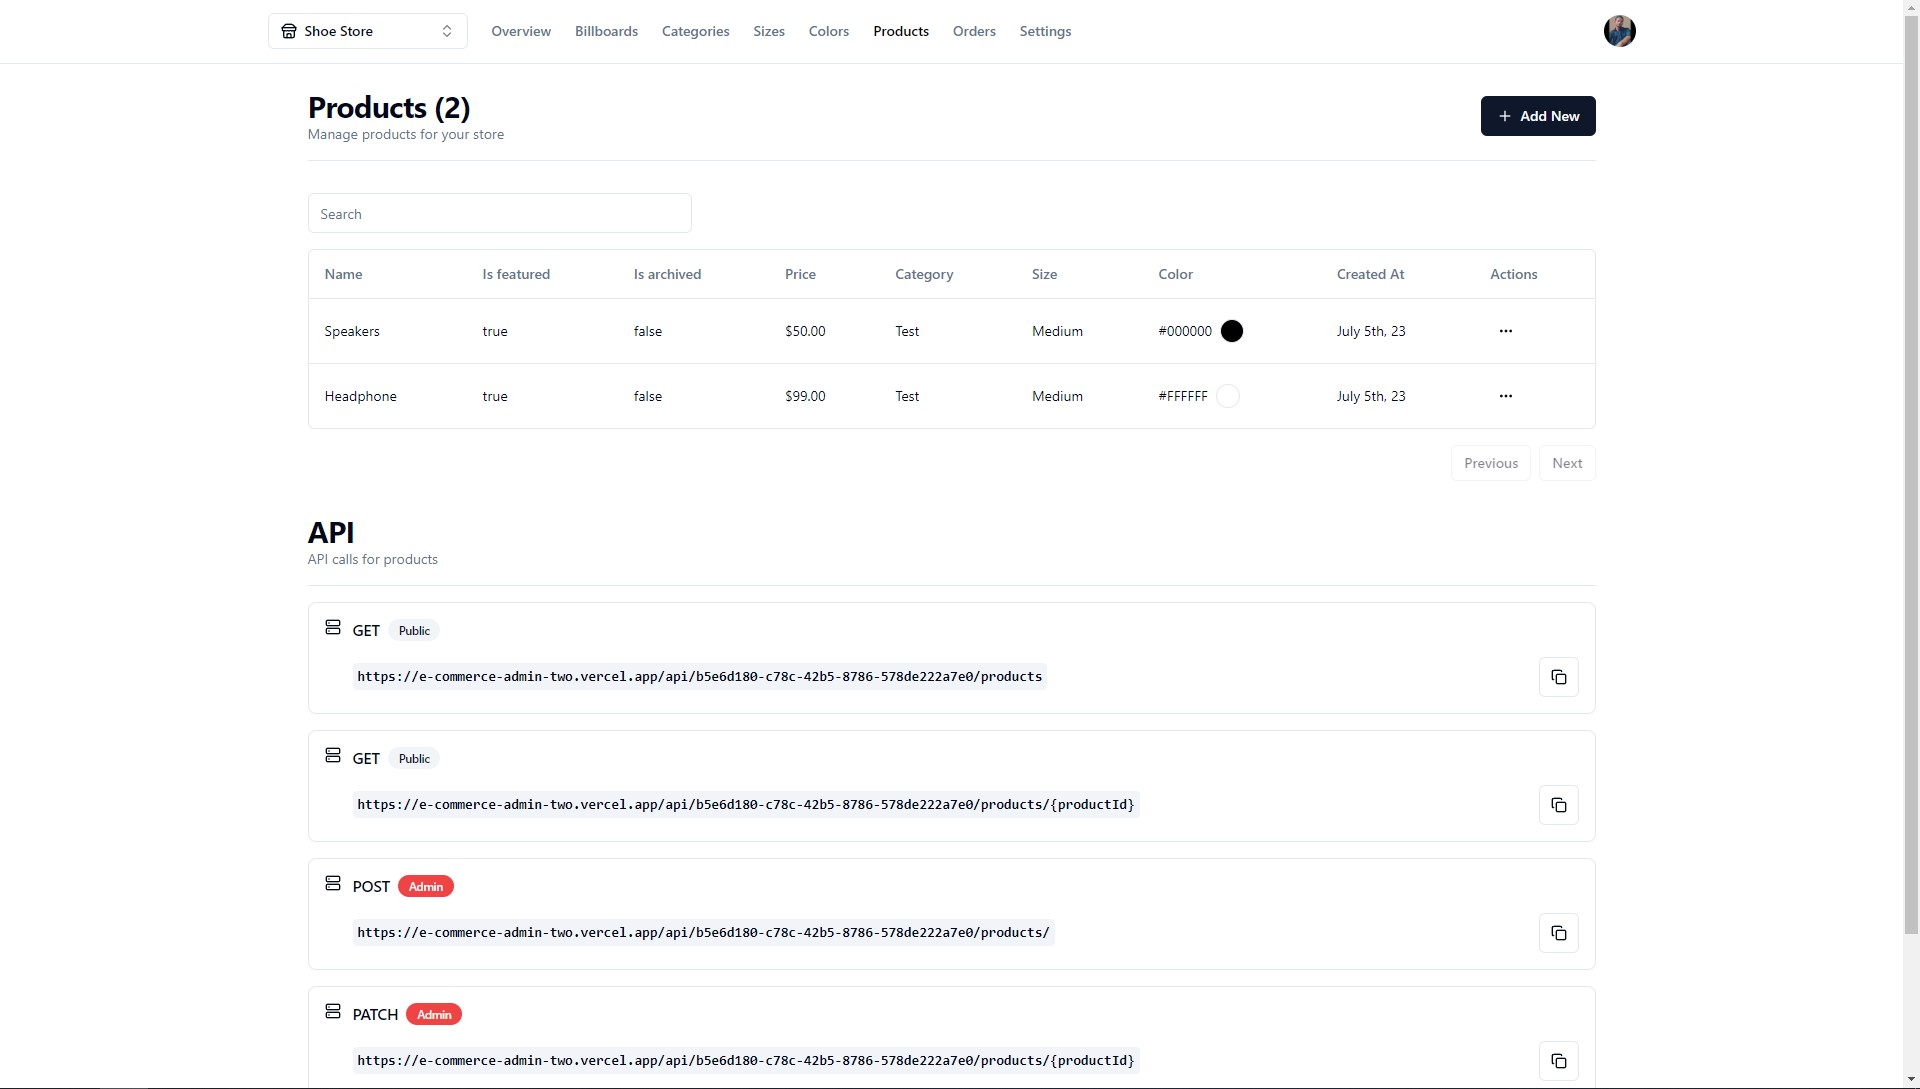 Shoe Store Overview Billboards Categories Sizes Colors Products Orders Settings
Products (2)
Manage products for your store
+ Add New
Search
Name Is featured Is archived Price Category Size Color Created At Actions
Speakers true false $50.00 Test Medium #000000 July 5th, 23 ...
Headphone true false $99.00 Test Medium #FFFFFF July 5th, 23 ...
Previous Next
API
API calls for products
GET Public
https://e-commerce-admin-two.vercel.app/api/b5e6d180-c78c-42b5-8786-578de222a7e0/products
GET Public
https://e-commerce-admin-two.vercel.app/api/b5e6d180-c78c-42b5-8786-578de222a7e0/products/{productId}
POST Admin
https://e-commerce-admin-two.vercel.app/api/b5e6d180-c78c-42b5-8786-578de222a7e0/products/
PATCH Admin
https://e-commerce-admin-two.vercel.app/api/b5e6d180-c78c-42b5-8786-578de222a7e0/products/{productId}